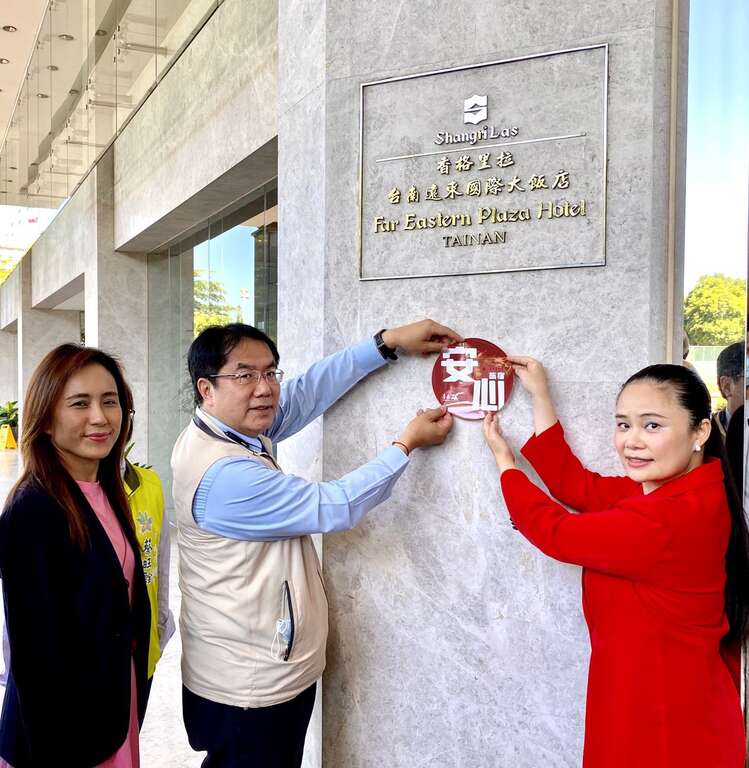 Shangri Las
香格里拉
台南遠東國際大飯店
Far Eastern Plaza Hotel
TAINAN
安
心